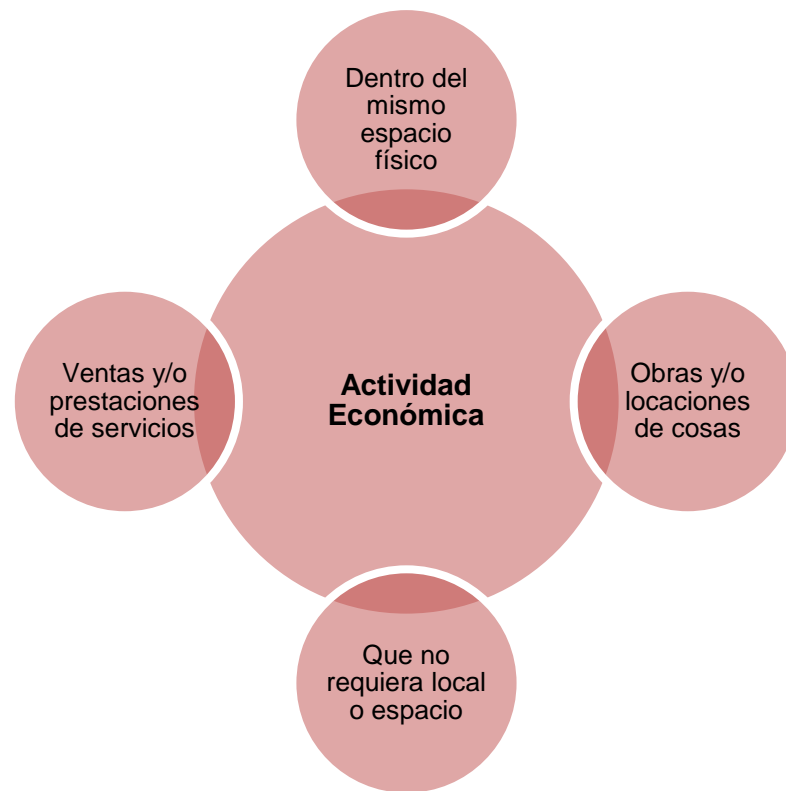 Dentro del
mismo
espacio
físico
Ventas y/o
prestaciones
de servicios
Actividad
Económica
Obras y/o
locaciones
de cosas
Que no
requiera local
o espacio